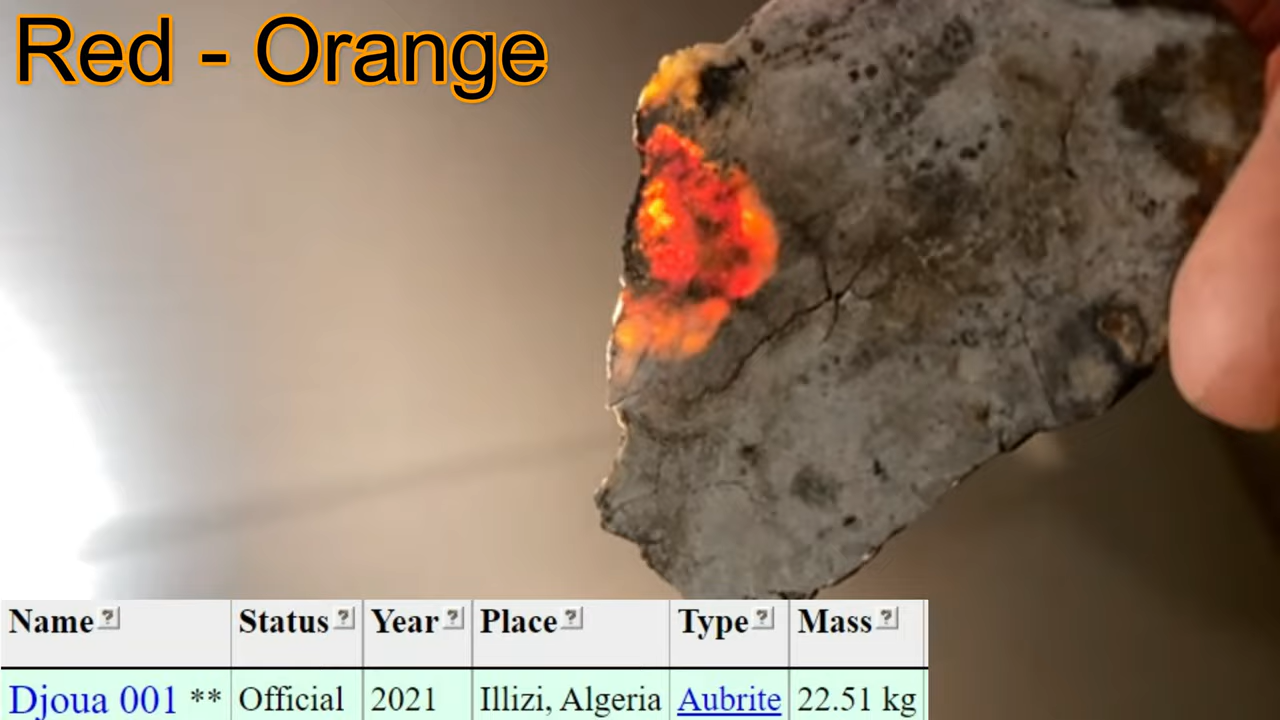 Red - Orange
Name ? Status ? Year ? Place ? Type ? Mass ?
Djoua 001 ** Official 2021 Illizi, Algeria Aubrite 22.51 kg